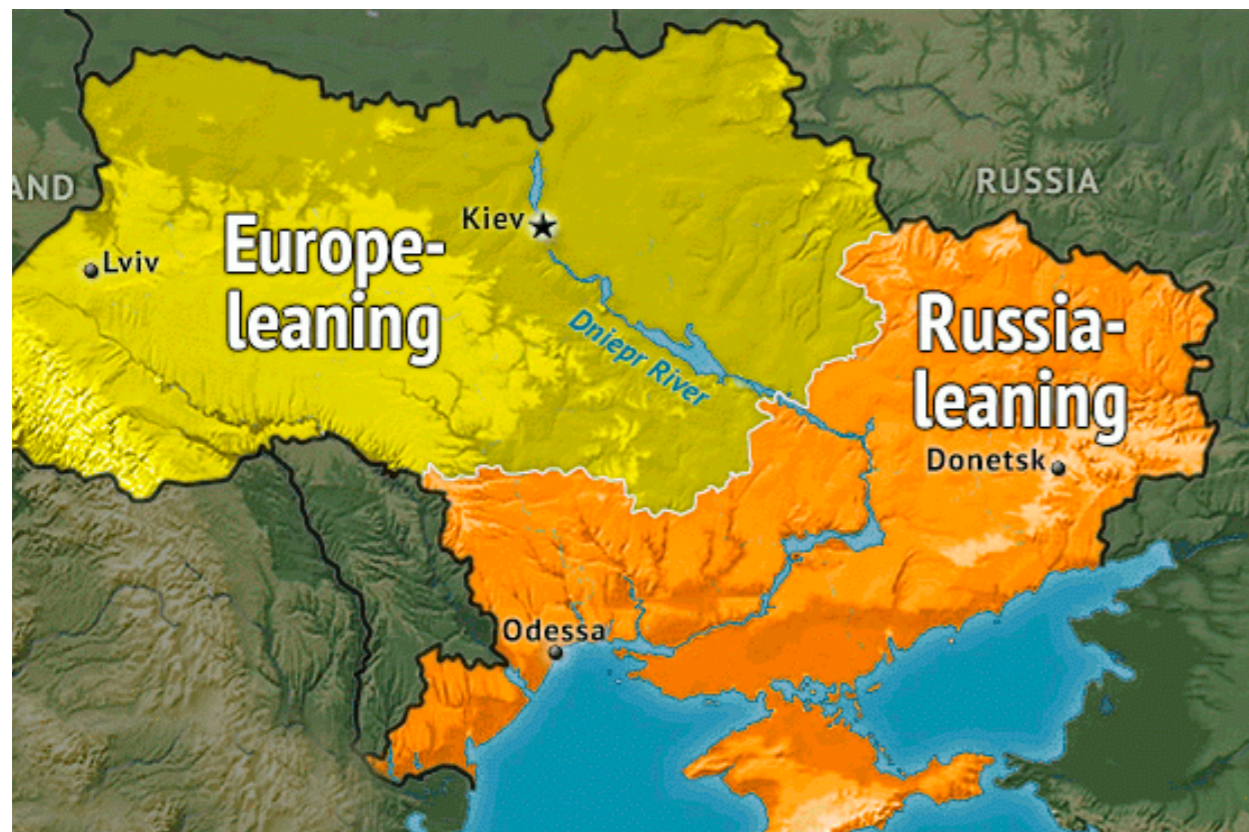 AND
RUSSIA
Kiev
Lviv
Europe-
leaning
Dniepr River
Russia-
leaning
Donetsk
Odessa